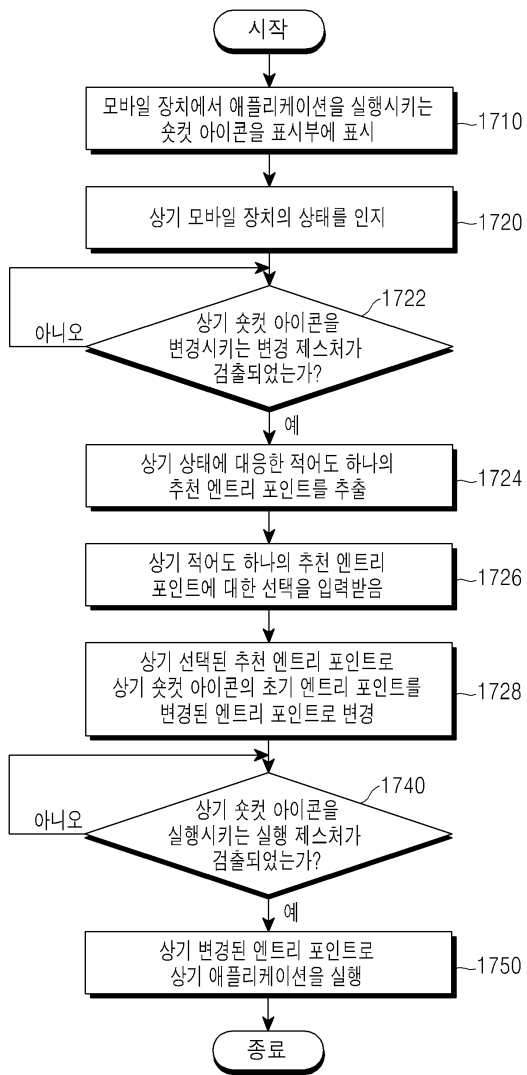 시작
모바일 장치에서 애플리케이션을 실행시키는
숏컷 아이콘을 표시부에 표시
1710
상기 모바일 장치의 상태를 인지
1720
1722
상기 숏컷 아이콘을
변경시키는 변경 제스처가
검출되었는가?
아니오
예
상기 상태에 대응한 적어도 하나의
추천 엔트리 포인트를 추출
1724
상기 적어도 하나의 추천 엔트리
포인트에 대한 선택을 입력받음
1726
상기 선택된 추천 엔트리 포인트로
상기 숏컷 아이콘의 초기 엔트리 포인트를
변경된 엔트리 포인트로 변경
1728
1740
상기 숏컷 아이콘을
실행시키는 실행 제스처가
검출되었는가?
아니오
예
상기 변경된 엔트리 포인트로
상기 애플리케이션을 실행
1750
종료